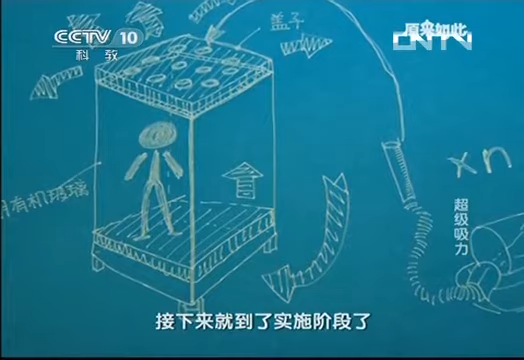 CCTV 10
科教
原来如此
CNTV
盖子
用有机玻璃
xn
超级吸力
接下来就到了实施阶段了